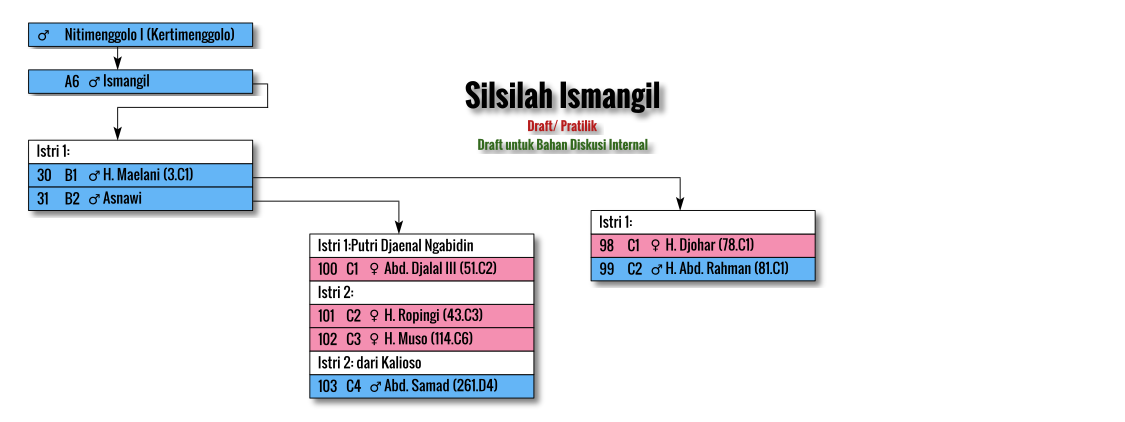 ♂ Nitimenggolo I (Kertimenggolo)
A6 ♂ Ismangil
Silsilah Ismangil
Draft/ Pratilik
Draft untuk Bahan Diskusi Internal
Istri 1:
30 B1 ♂ H. Maelani (3.C1)
31 B2 ♂ Asnawi
Istri 1:Putri Djaenal Ngabidin
100 C1 ♀ Abd. Djalal III (51.C2)
Istri 2:
101 C2 ♀ H. Ropingi (43.C3)
102 C3 ♀ H. Muso (114.C6)
Istri 2: dari Kalioso
103 C4 ♂ Abd. Samad (261.D4)
Istri 1:
98 C1 ♀ H. Djohar (78.C1)
99 C2 ♂ H. Abd. Rahman (81.C1)